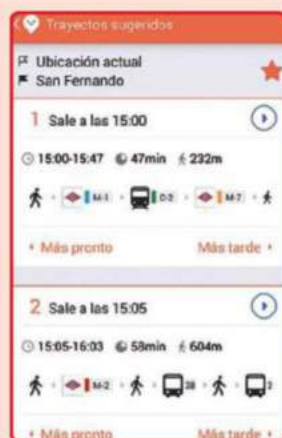 Trayectos sugeridos
Ubicación actual
San Fernando
1 Sale a las 15:00
15:00-15:47 47min 232m
M-1 M-7
Más pronto Más tarde
2 Sale a las 15:05
15:05-16:03 58min 604m
M-2 28 2
Más pronto Más tarde